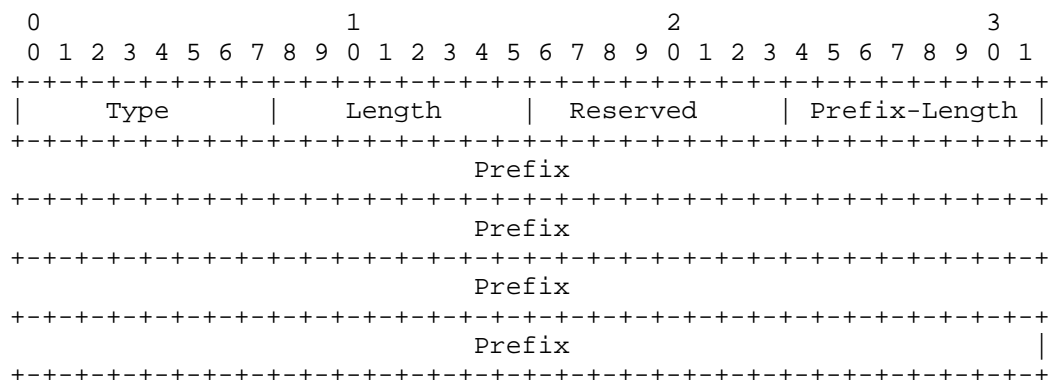 0                   1                   2                   3
 0 1 2 3 4 5 6 7 8 9 0 1 2 3 4 5 6 7 8 9 0 1 2 3 4 5 6 7 8 9 0 1
+-+-+-+-+-+-+-+-+-+-+-+-+-+-+-+-+-+-+-+-+-+-+-+-+-+-+-+-+-+-+-+-+
|     Type      |    Length     |  Reserved     | Prefix-Length |
+-+-+-+-+-+-+-+-+-+-+-+-+-+-+-+-+-+-+-+-+-+-+-+-+-+-+-+-+-+-+-+-+
                             Prefix
+-+-+-+-+-+-+-+-+-+-+-+-+-+-+-+-+-+-+-+-+-+-+-+-+-+-+-+-+-+-+-+-+
                             Prefix
+-+-+-+-+-+-+-+-+-+-+-+-+-+-+-+-+-+-+-+-+-+-+-+-+-+-+-+-+-+-+-+-+
                             Prefix
+-+-+-+-+-+-+-+-+-+-+-+-+-+-+-+-+-+-+-+-+-+-+-+-+-+-+-+-+-+-+-+-+
                             Prefix                             |
+-+-+-+-+-+-+-+-+-+-+-+-+-+-+-+-+-+-+-+-+-+-+-+-+-+-+-+-+-+-+-+-+